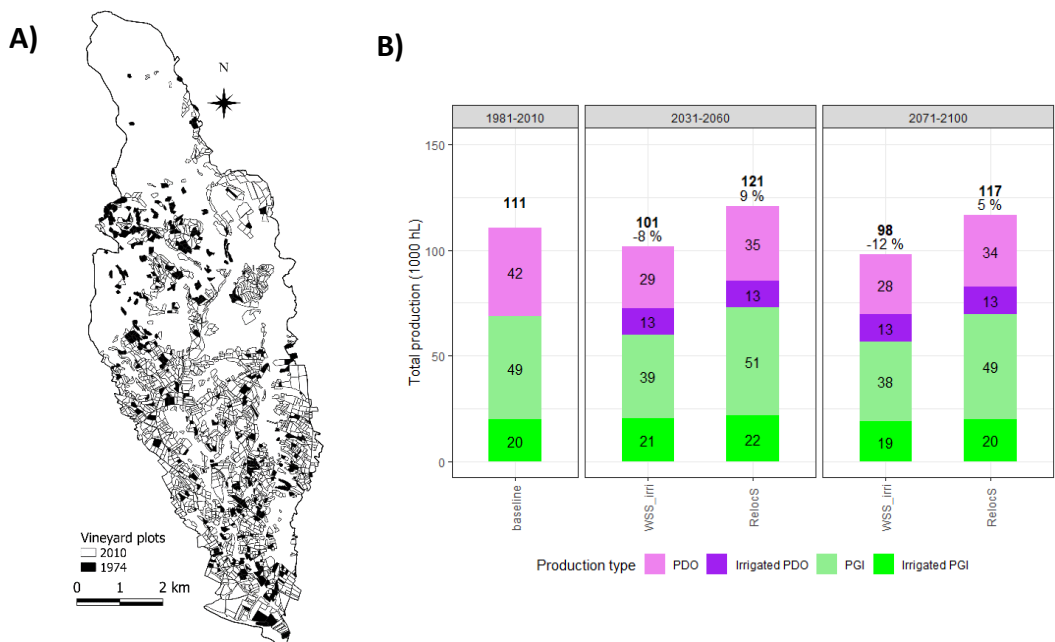 A)
N
Vineyard plots
2010
1974
0 1 2 km
B)
1981-2010 2031-2060 2071-2100
Total production (1000 hL)
150
100
50
0
111
42
49
20
101
-8 %
29
13
39
21
121
9 %
35
13
51
22
98
-12 %
28
13
38
19
117
5 %
34
13
49
20
baseline
WSS_irri
RelocS
WSS_irri
RelocS
Production type PDO Irrigated PDO PGI Irrigated PGI